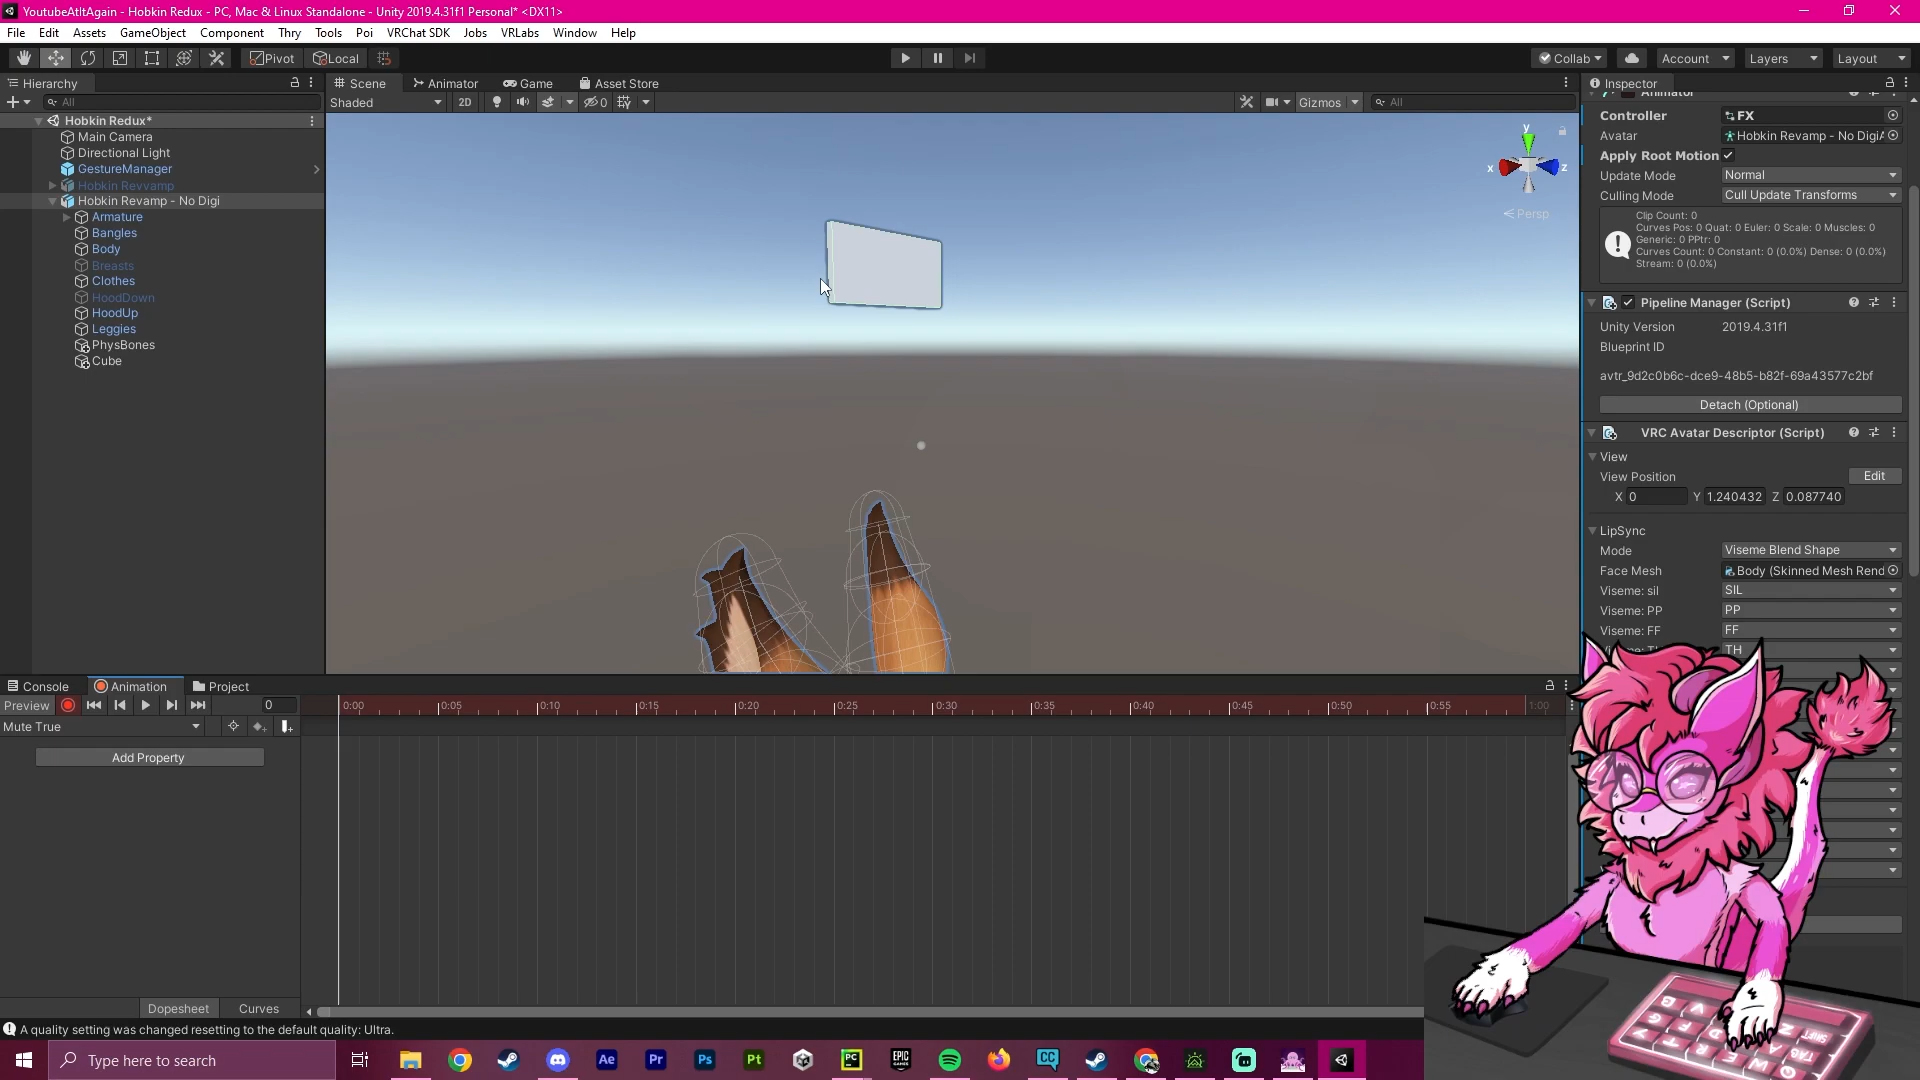 YoutubeAtItAgain - Hobkin Redux - PC, Mac & Linux Standalone - Unity 2019.4.31f1 Personal* <DX11>
File Edit Assets GameObject Component Thry Tools Poi VRChat SDK Jobs VRLabs Window Help
Pivot Local Collab Account Layers Layout
Hierarchy Scene Animator Game Asset Store Inspector
All Shaded 2D 0 Gizmos All
Animator
Hobkin Redux*
Main Camera
Directional Light
GestureManager
Hobkin Revvamp
Hobkin Revamp - No Digi
Armature
Bangles
Body
Breasts
Clothes
HoodDown
HoodUp
Leggies
PhysBones
Cube
y
x z
Persp
Controller FX
Avatar Hobkin Revamp - No DigiA
Apply Root Motion
Update Mode Normal
Culling Mode Cull Update Transforms
Clip Count: 0
Curves Pos: 0 Quat: 0 Euler: 0 Scale: 0 Muscles: 0
Generic: 0 PPtr: 0
Curves Count: 0 Constant: 0 (0.0%) Dense: 0 (0.0%)
Stream: 0 (0.0%)
Pipeline Manager (Script)
Unity Version 2019.4.31f1
Blueprint ID
avtr_9d2c0b6c-dce9-48b5-b82f-69a43577c2bf
Detach (Optional)
VRC Avatar Descriptor (Script)
View
View Position Edit
X 0 Y 1.240432 Z 0.087740
LipSync
Mode Viseme Blend Shape
Face Mesh Body (Skinned Mesh Rend
Viseme: sil SIL
Viseme: PP PP
Viseme: FF FF
TH
Console Animation Project
Preview 0 0:00 0:05 0:10 0:15 0:20 0:25 0:30 0:35 0:40 0:45 0:50 0:55 1:00
Mute True
Add Property
Dopesheet Curves
A quality setting was changed resetting to the default quality: Ultra.
Type here to search
Ae Pr Ps Pt PC EPIC GAMES CC